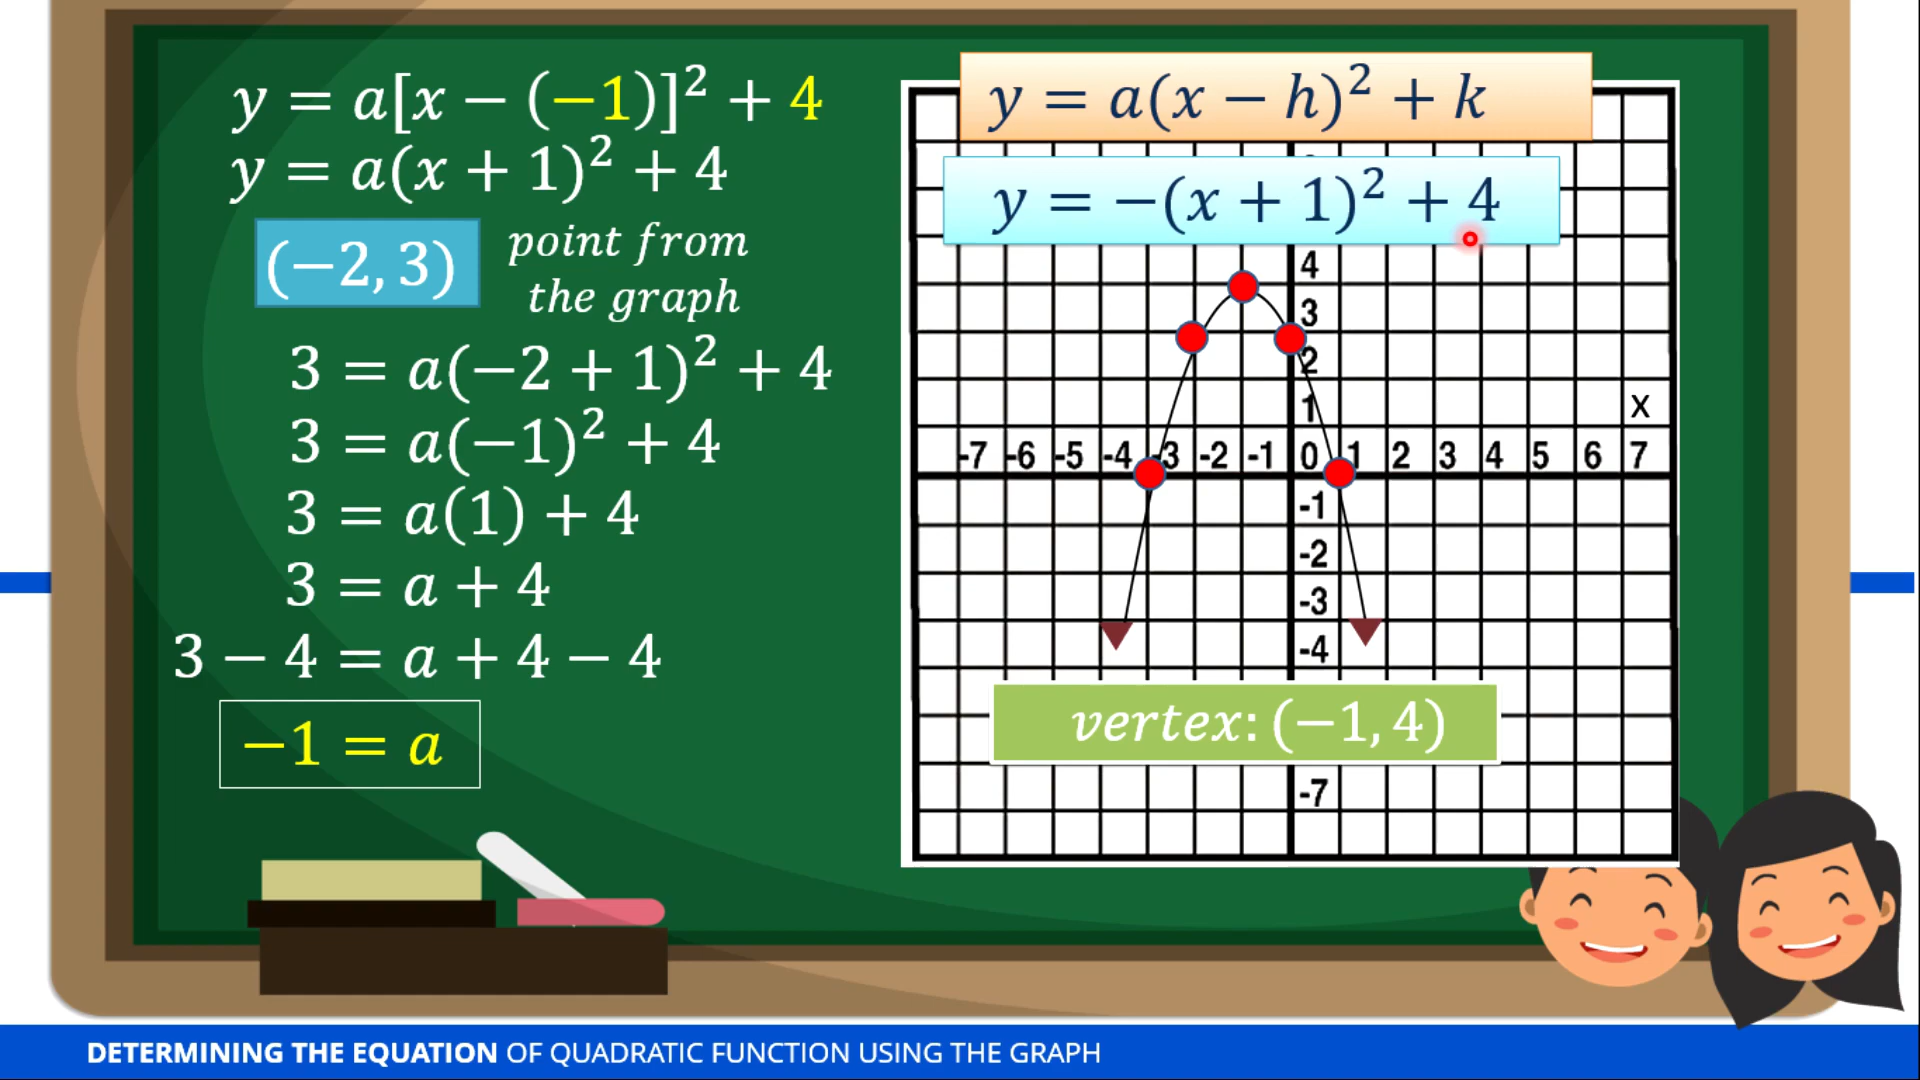 y = a[x − (−1)]² + 4
y = a(x + 1)² + 4
(−2, 3)
point from
the graph
3 = a(−2 + 1)² + 4
3 = a(−1)² + 4
3 = a(1) + 4
3 = a + 4
3 − 4 = a + 4 − 4
−1 = a
y = a(x − h)² + k
y = −(x + 1)² + 4
4
3
2
1
x
-7 -6 -5 -4 -3 -2 -1 0 1 2 3 4 5 6 7
-1
-2
-3
-4
vertex: (−1, 4)
-7
DETERMINING THE EQUATION OF QUADRATIC FUNCTION USING THE GRAPH